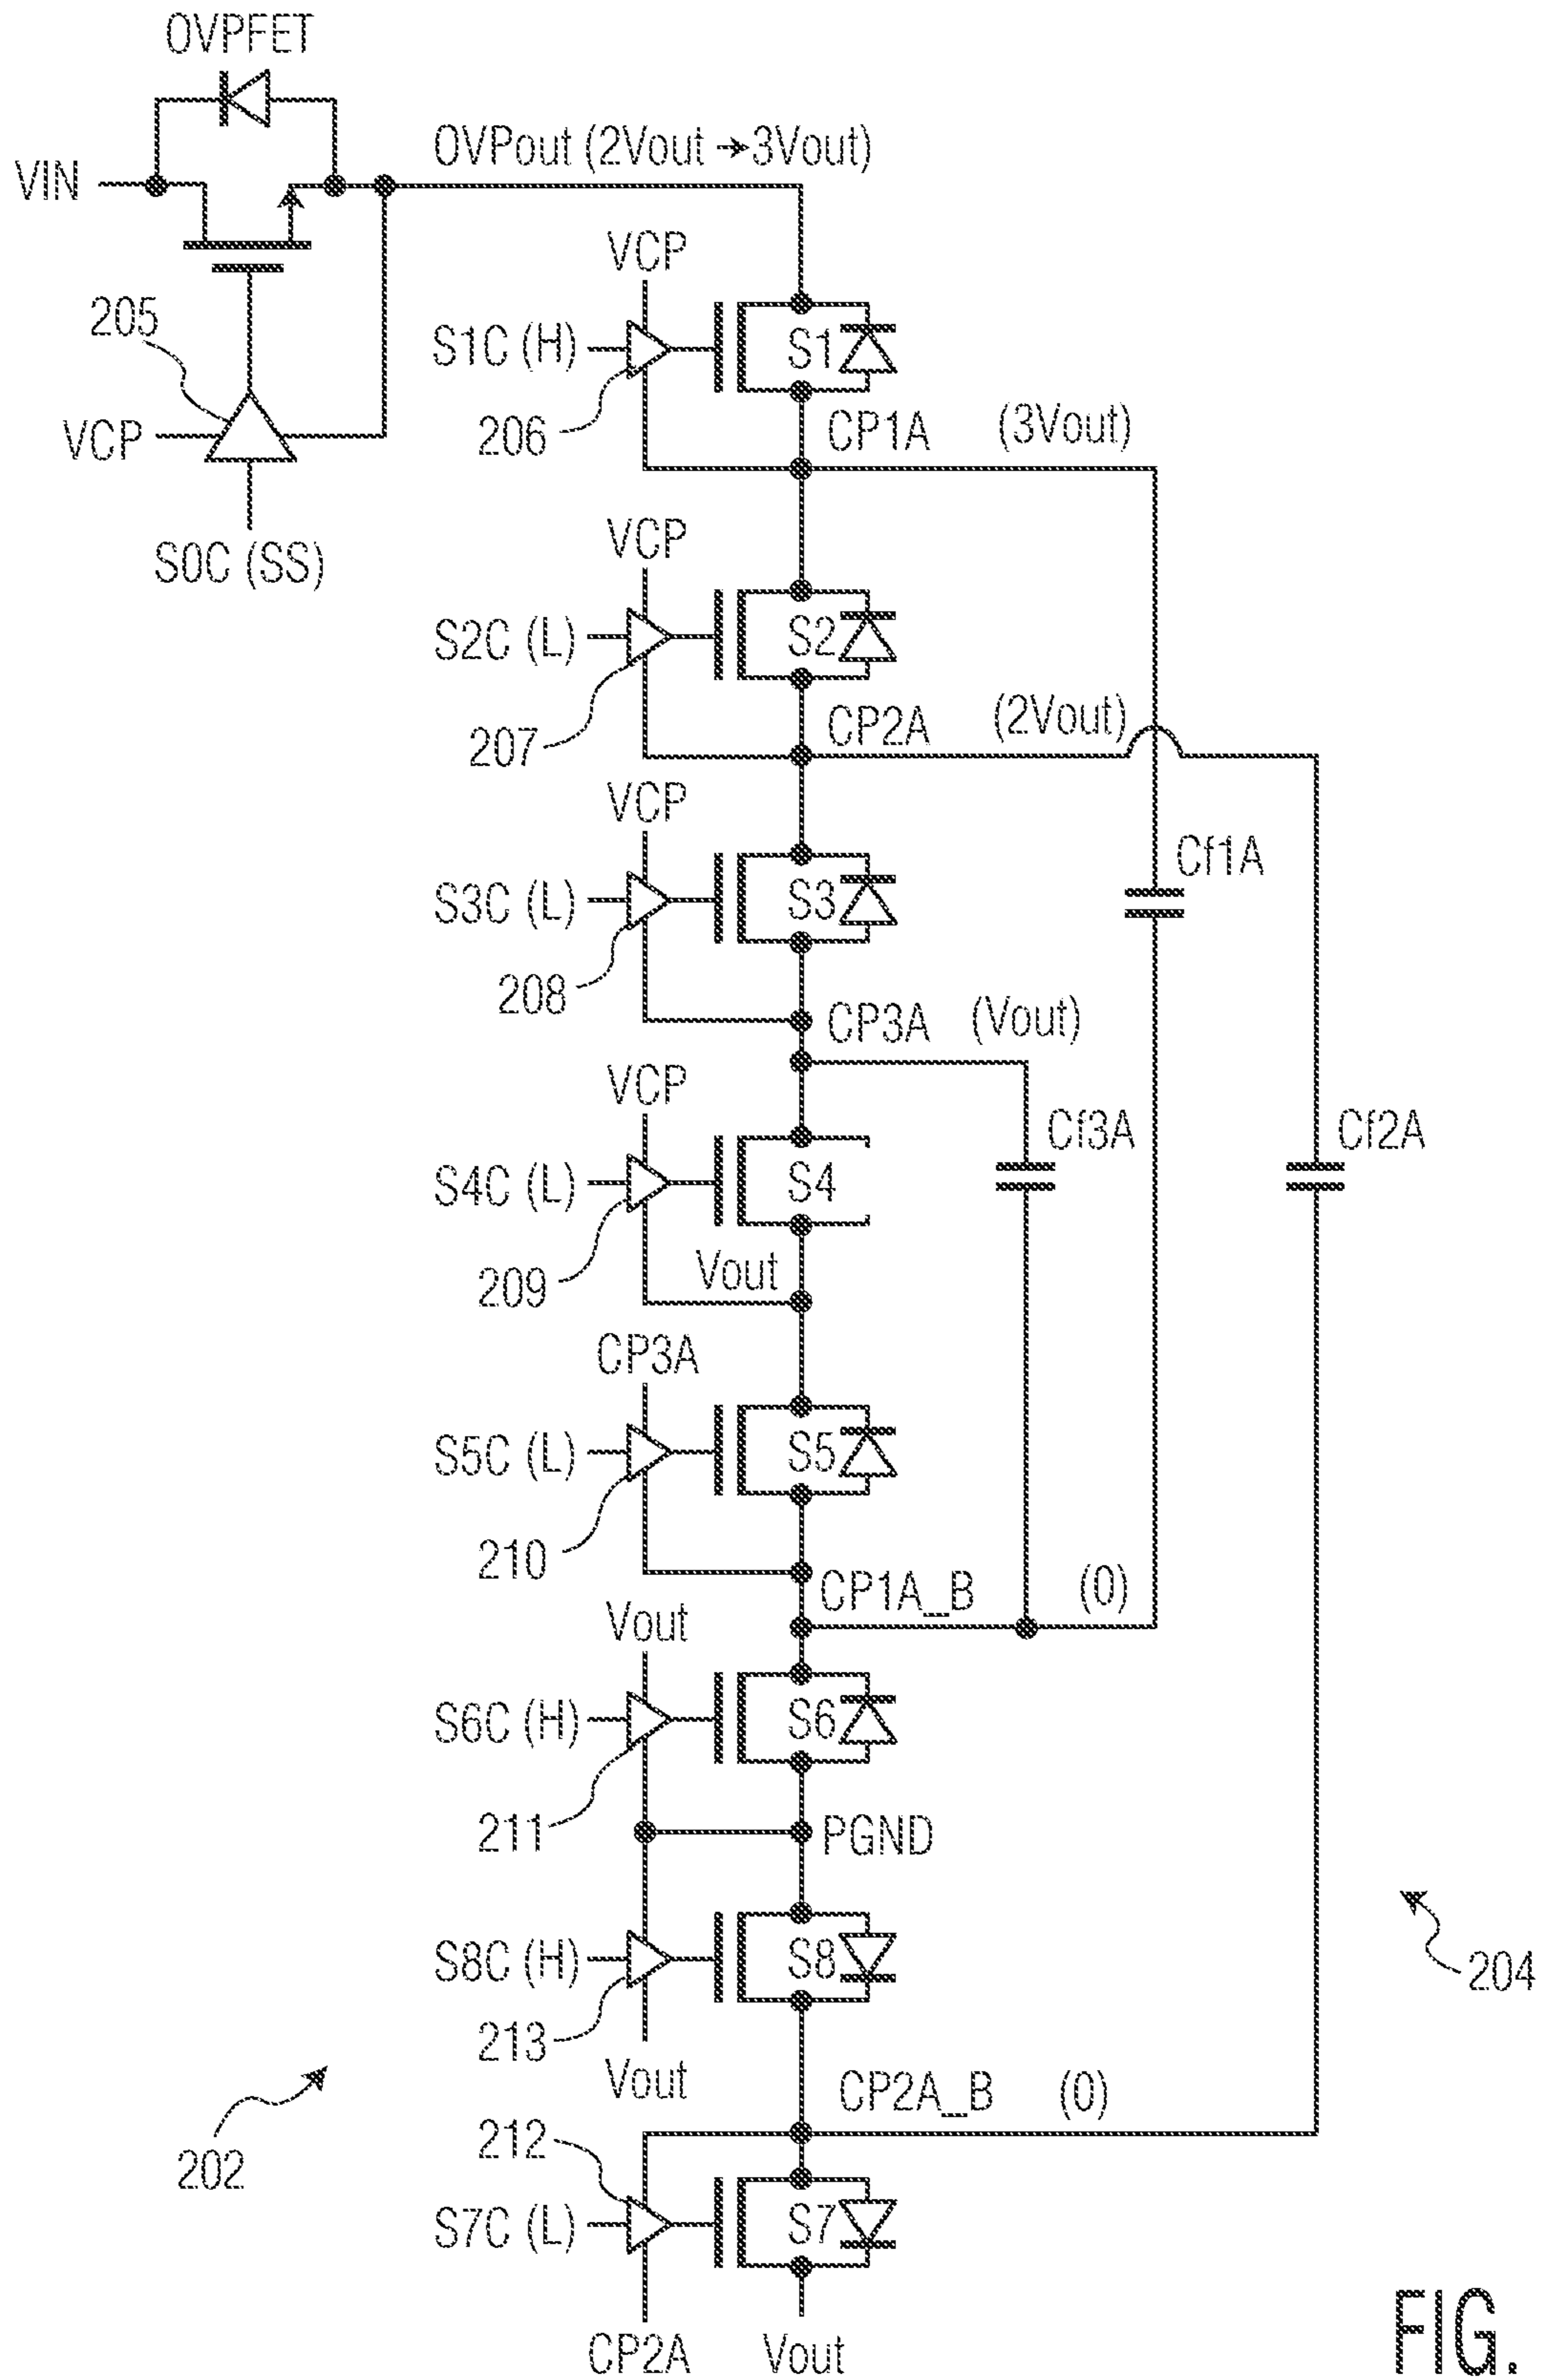 OVPFET
VIN
OVPout (2Vout→3Vout)
205
VCP
S0C (SS)
VCP
S1C (H)
S1
206
CP1A (3Vout)
VCP
S2C (L)
S2
207
CP2A (2Vout)
VCP
S3C (L)
S3
Cf1A
208
CP3A (Vout)
VCP
S4C (L)
S4
Cf3A
Cf2A
209
Vout
CP3A
S5C (L)
S5
210
CP1A_B (0)
Vout
S6C (H)
S6
211
PGND
S8C (H)
S8
213
Vout
204
CP2A_B (0)
202
212
S7C (L)
S7
CP2A
Vout
FIG.